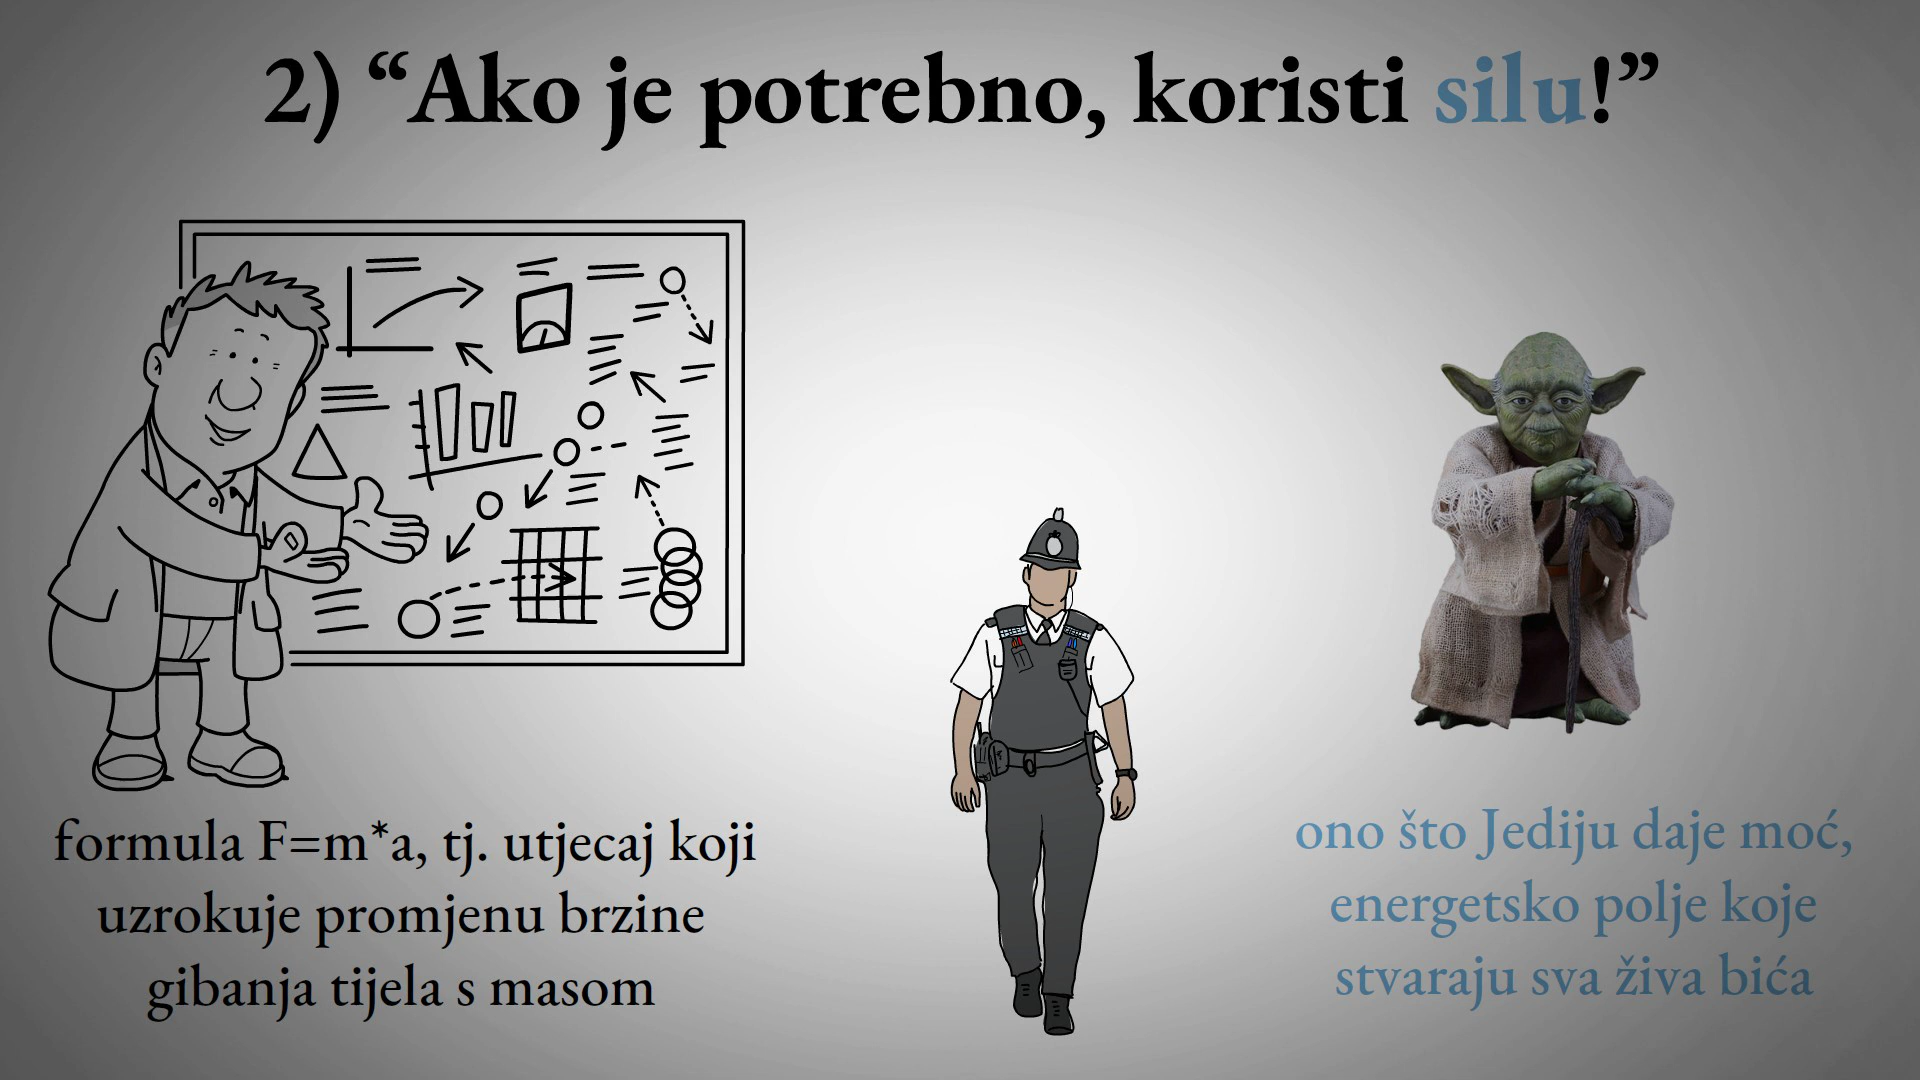 2) “Ako je potrebno, koristi silu!”
formula F=m*a, tj. utjecaj koji
uzrokuje promjenu brzine
gibanja tijela s masom
ono što Jediju daje moć,
energetsko polje koje
stvaraju sva živa bića